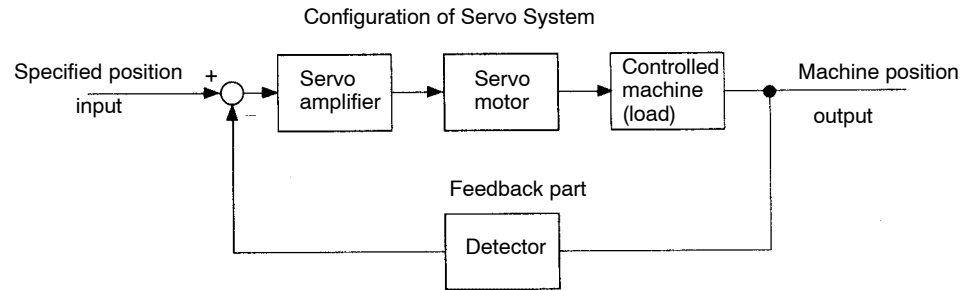 Configuration of Servo System
Specified position
input
+
−
Servo
amplifier
Servo
motor
Controlled
machine
(load)
Machine position
output
Feedback part
Detector